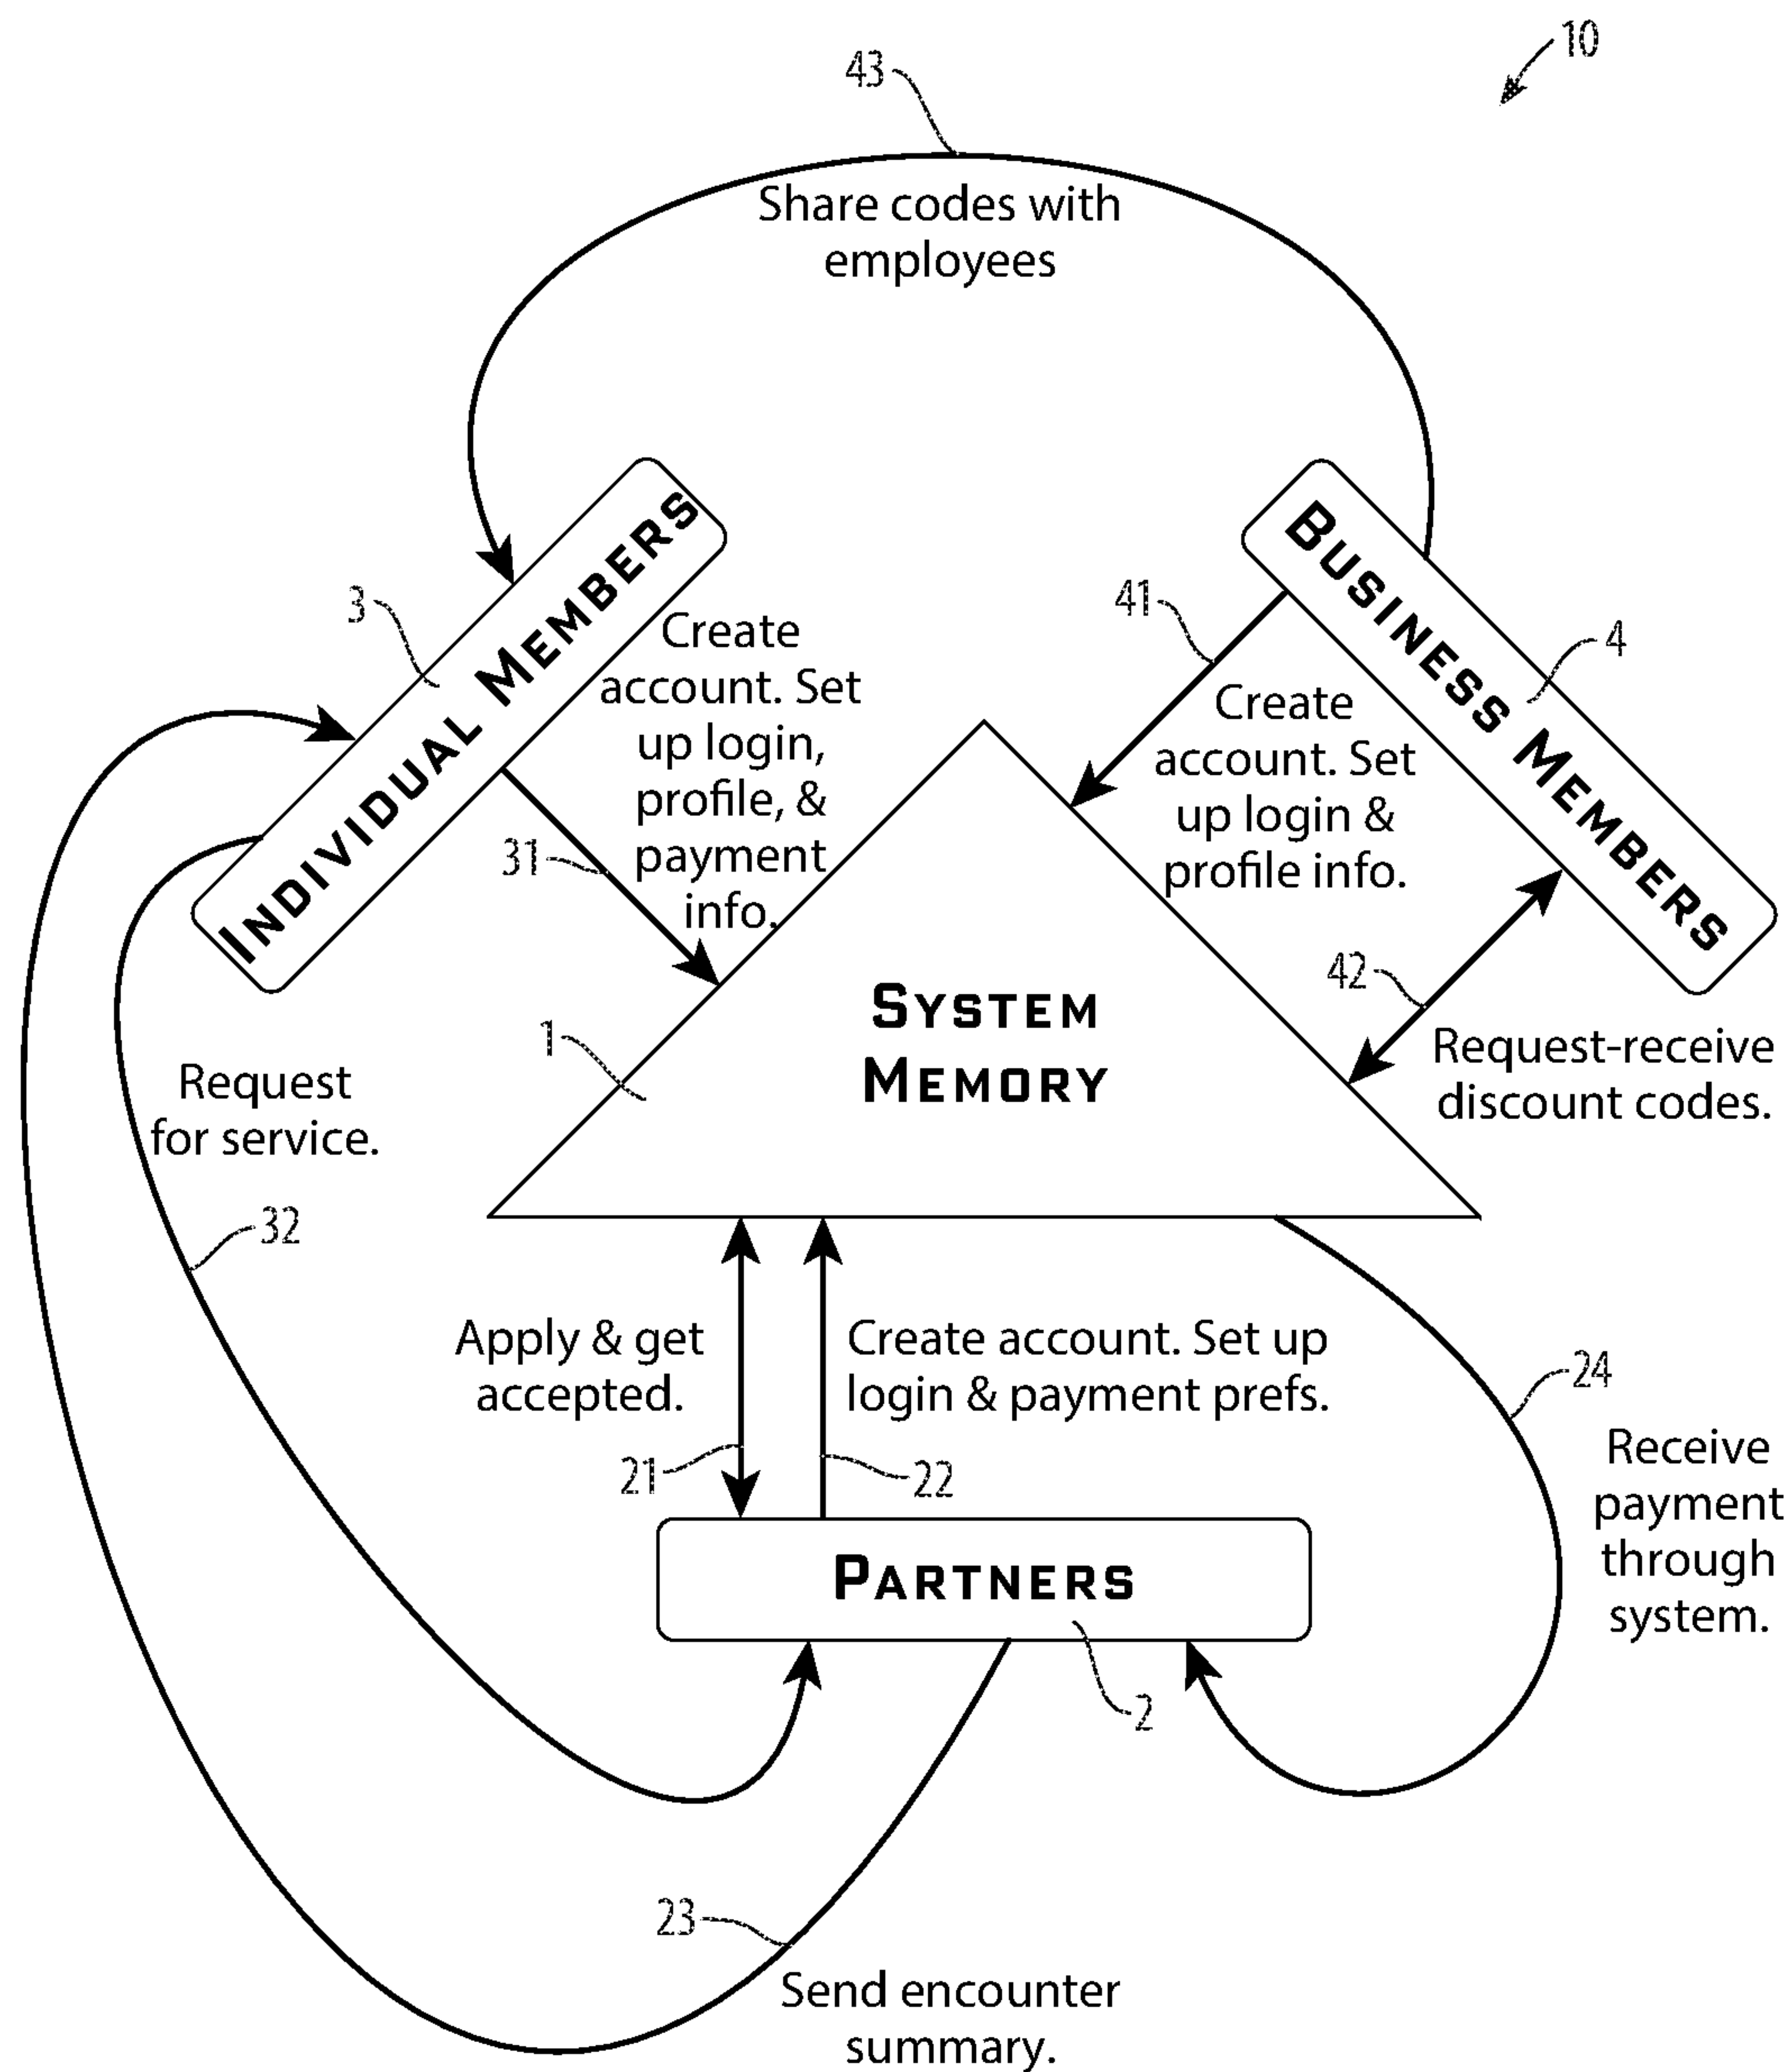 10
43
Share codes with
employees
3
INDIVIDUAL MEMBERS
Create
account. Set
up login,
profile, &
payment
info.
31
41
BUSINESS MEMBERS
4
Create
account. Set
up login &
profile info.
42
Request-receive
discount codes.
SYSTEM
MEMORY
1
Request
for service.
32
Apply & get
accepted.
21
Create account. Set up
login & payment prefs.
22
24
Receive
payment
through
system.
PARTNERS
2
23
Send encounter
summary.